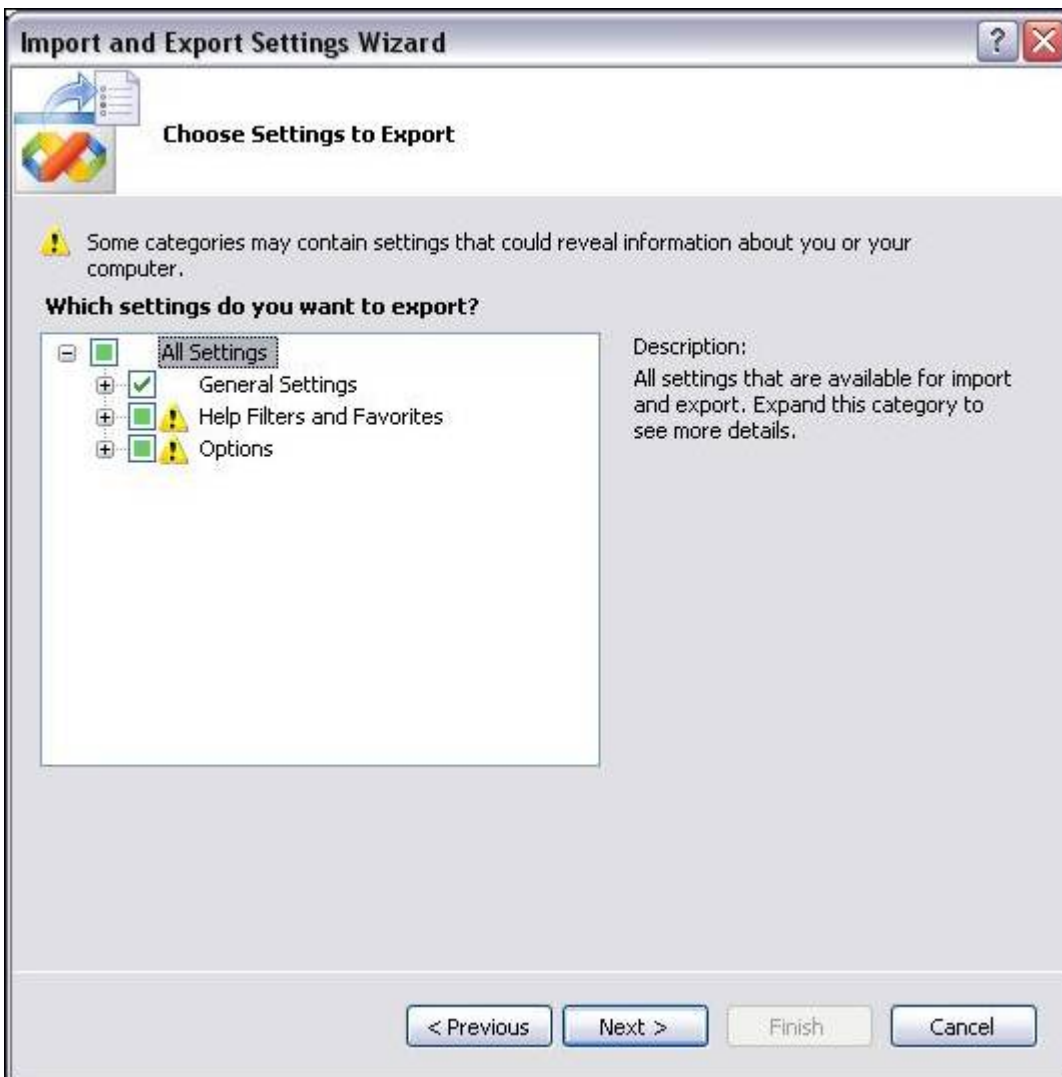 Import and Export Settings Wizard
Choose Settings to Export
Some categories may contain settings that could reveal information about you or your
computer.
Which settings do you want to export?
All Settings
General Settings
Help Filters and Favorites
Options
Description:
All settings that are available for import
and export. Expand this category to
see more details.
< Previous
Next >
Finish
Cancel